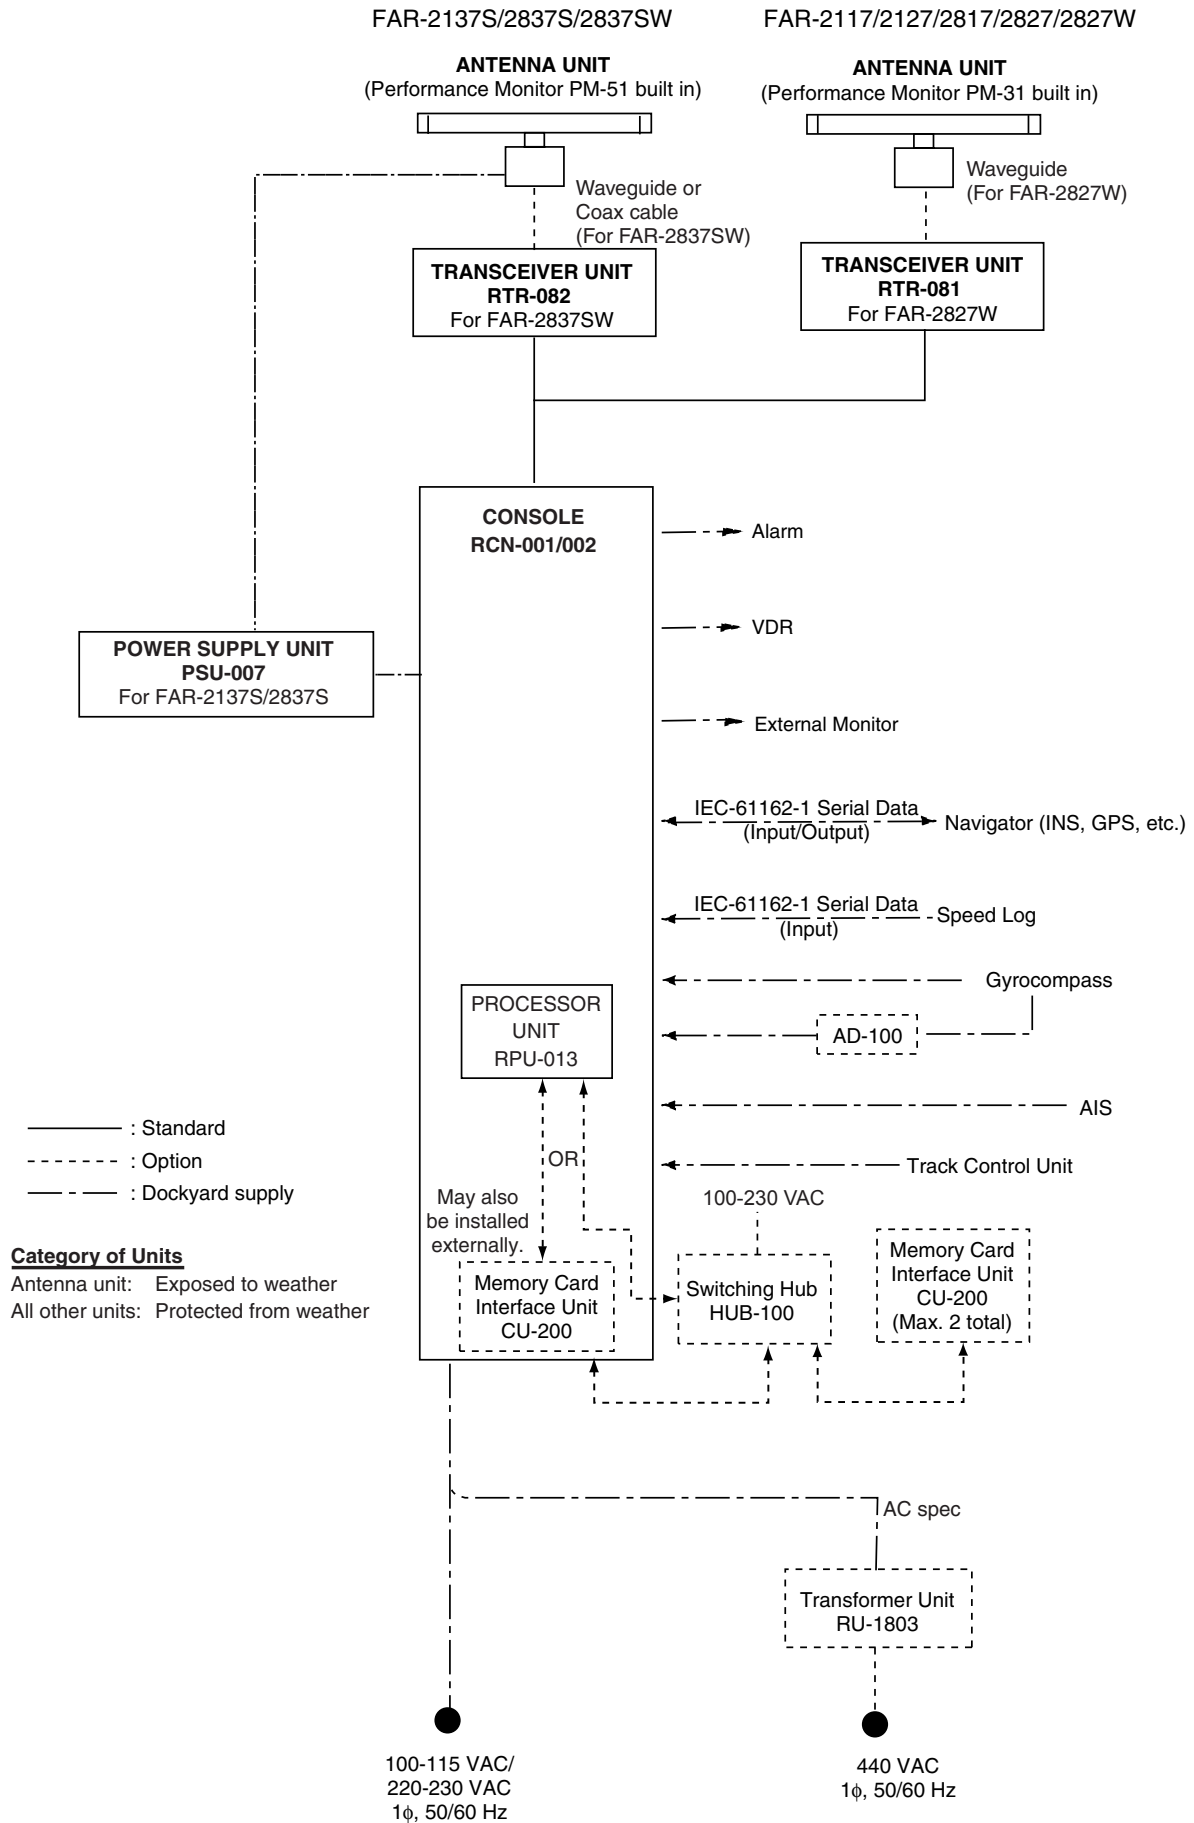 FAR-2137S/2837S/2837SW
FAR-2117/2127/2817/2827/2827W
ANTENNA UNIT
(Performance Monitor PM-51 built in)
ANTENNA UNIT
(Performance Monitor PM-31 built in)
Waveguide or
Coax cable
(For FAR-2837SW)
Waveguide
(For FAR-2827W)
TRANSCEIVER UNIT
RTR-082
For FAR-2837SW
TRANSCEIVER UNIT
RTR-081
For FAR-2827W
CONSOLE
RCN-001/002
Alarm
VDR
POWER SUPPLY UNIT
PSU-007
For FAR-2137S/2837S
External Monitor
IEC-61162-1 Serial Data
(Input/Output)
Navigator (INS, GPS, etc.)
IEC-61162-1 Serial Data
(Input)
Speed Log
Gyrocompass
PROCESSOR
UNIT
RPU-013
AD-100
AIS
: Standard
: Option
: Dockyard supply
OR
Track Control Unit
May also
be installed
externally.
100-230 VAC
Category of Units
Antenna unit: Exposed to weather
All other units: Protected from weather
Memory Card
Interface Unit
CU-200
Switching Hub
HUB-100
Memory Card
Interface Unit
CU-200
(Max. 2 total)
AC spec
Transformer Unit
RU-1803
100-115 VAC/
220-230 VAC
1ϕ, 50/60 Hz
440 VAC
1ϕ, 50/60 Hz